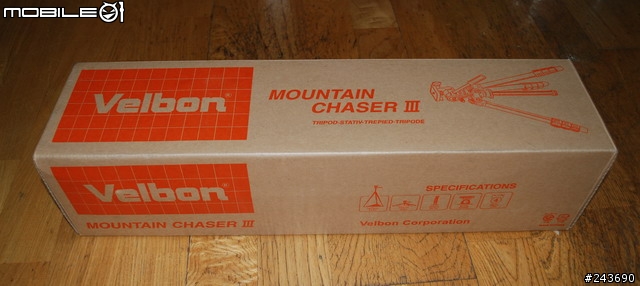 MOBILE01
Velbon®
MOUNTAIN
CHASER III
TRIPOD·STATIV·TREPIED·TRIPODE
Velbon®
MOUNTAIN CHASER III
SPECIFICATIONS
Velbon Corporation
#243690